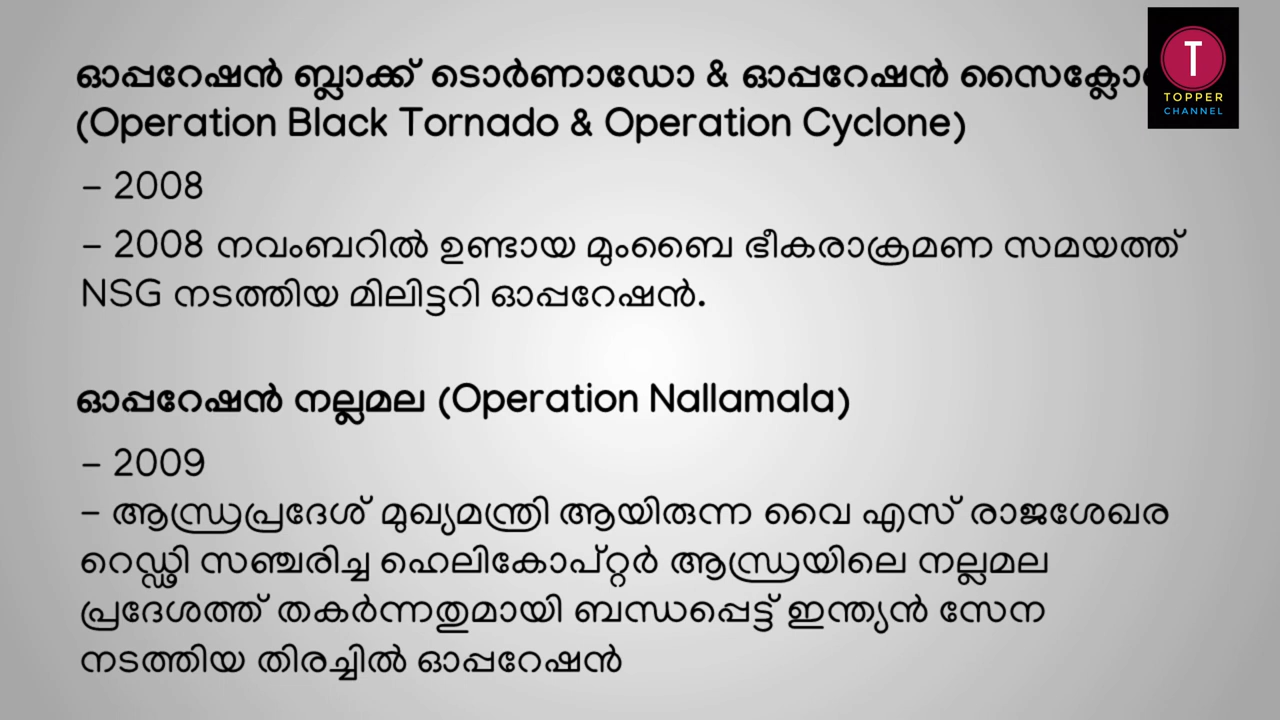 ഓപ്പറേഷൻ ബ്ലാക്ക് ടൊർണാഡോ & ഓപ്പറേഷൻ
(Operation Black Tornado & Operation Cyclone)
– 2008
– 2008 നവംബറിൽ ഉണ്ടായ മുംബൈ ഭീകരാക്രമണ സമയത്ത്
NSG നടത്തിയ മിലിട്ടറി ഓപ്പറേഷൻ.
ഓപ്പറേഷൻ നല്ലമല (Operation Nallamala)
– 2009
– ആന്ധ്രപ്രദേശ് മുഖ്യമന്ത്രി ആയിരുന്ന വൈ എസ് രാജശേഖര
റെഡ്ഢി സഞ്ചരിച്ച ഹെലികോപ്റ്റർ ആന്ധ്രയിലെ നല്ലമല
പ്രദേശത്ത് തകർന്നതുമായി ബന്ധപ്പെട്ട് ഇന്ത്യൻ സേന
നടത്തിയ തിരച്ചിൽ ഓപ്പറേഷൻ
T
TOPPER
CHANNEL